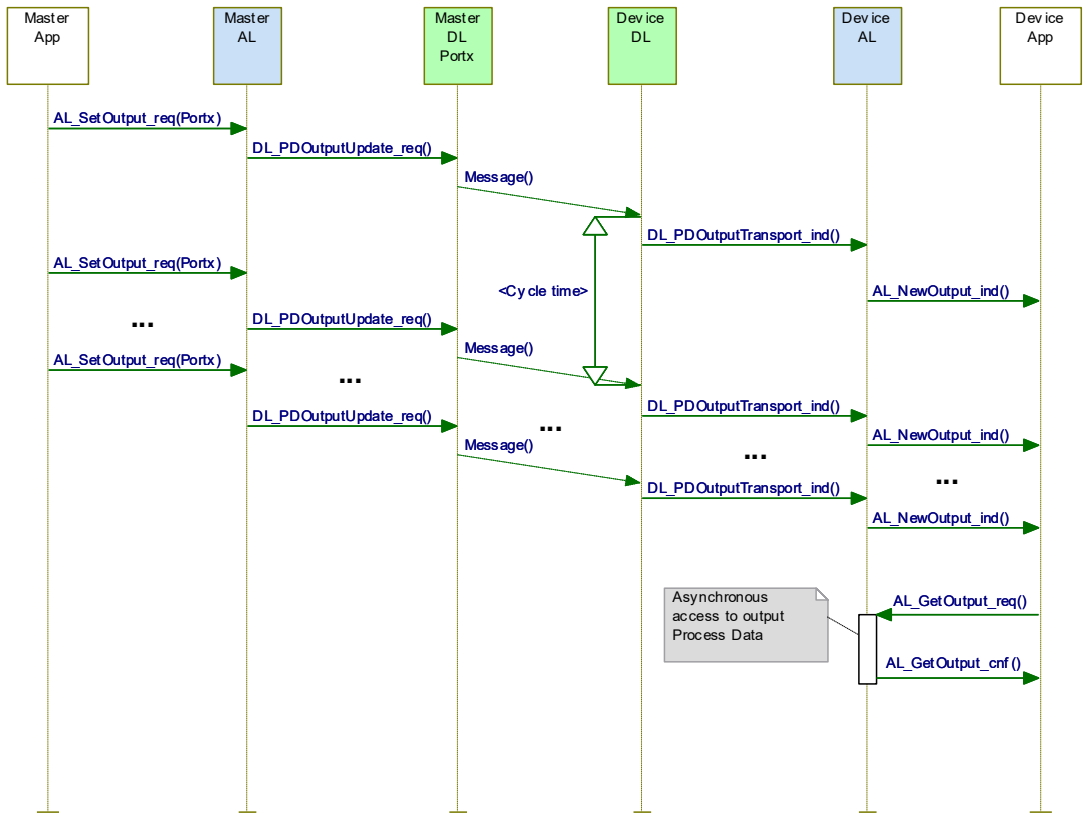 Master
App
Master
AL
Master
DL
Portx
Device
DL
Device
AL
Device
App
AL_SetOutput_req(Portx)
DL_PDOutputUpdate_req()
Message()
DL_PDOutputTransport_ind()
AL_SetOutput_req(Portx)
<Cycle time>
AL_NewOutput_ind()
...
DL_PDOutputUpdate_req()
Message()
AL_SetOutput_req(Portx)
...
DL_PDOutputTransport_ind()
DL_PDOutputUpdate_req()
...
AL_NewOutput_ind()
Message()
...
...
DL_PDOutputTransport_ind()
AL_NewOutput_ind()
Asynchronous
access to output
Process Data
AL_GetOutput_req()
AL_GetOutput_cnf()